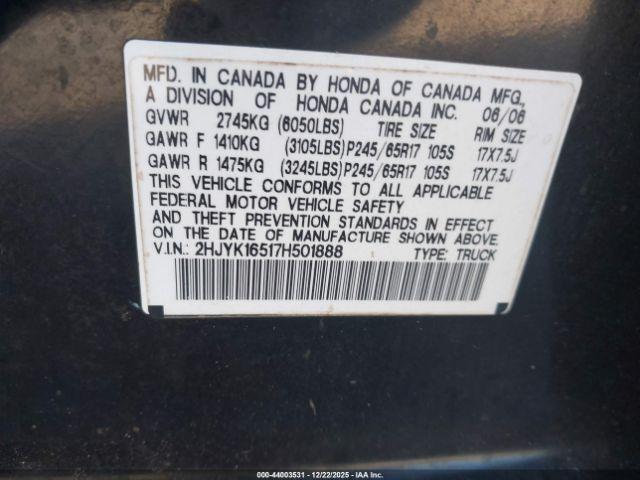 MFD. IN CANADA BY HONDA OF CANADA MFG.,
A DIVISION OF HONDA CANADA INC. 06/06
GVWR 2745KG (6050LBS) TIRE SIZE RIM SIZE
GAWR F 1410KG (3105LBS)P245/65R17 105S 17X7.5J
GAWR R 1475KG (3245LBS)P245/65R17 105S 17X7.5J
THIS VEHICLE CONFORMS TO ALL APPLICABLE
FEDERAL MOTOR VEHICLE SAFETY
AND THEFT PREVENTION STANDARDS IN EFFECT
ON THE DATE OF MANUFACTURE SHOWN ABOVE.
V.I.N.: 2HJYK16517H501888 TYPE: TRUCK
000-44003531 - 12/22/2025 - IAA Inc.